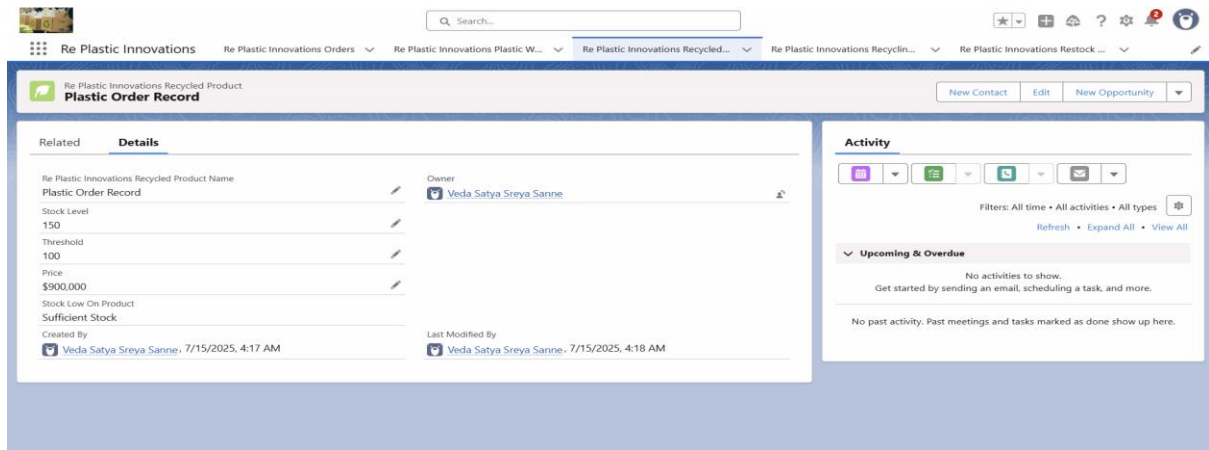 Search...
2
Re Plastic Innovations
Re Plastic Innovations Orders
Re Plastic Innovations Plastic W...
Re Plastic Innovations Recycled...
Re Plastic Innovations Recyclin...
Re Plastic Innovations Restock ...
Re Plastic Innovations Recycled Product
Plastic Order Record
New Contact
Edit
New Opportunity
Related
Details
Re Plastic Innovations Recycled Product Name
Plastic Order Record
Owner
Veda Satya Sreya Sanne
Stock Level
150
Threshold
100
Price
$900,000
Stock Low On Product
Sufficient Stock
Created By
Veda Satya Sreya Sanne, 7/15/2025, 4:17 AM
Last Modified By
Veda Satya Sreya Sanne, 7/15/2025, 4:18 AM
Activity
Filters: All time • All activities • All types
Refresh • Expand All • View All
Upcoming & Overdue
No activities to show.
Get started by sending an email, scheduling a task, and more.
No past activity. Past meetings and tasks marked as done show up here.